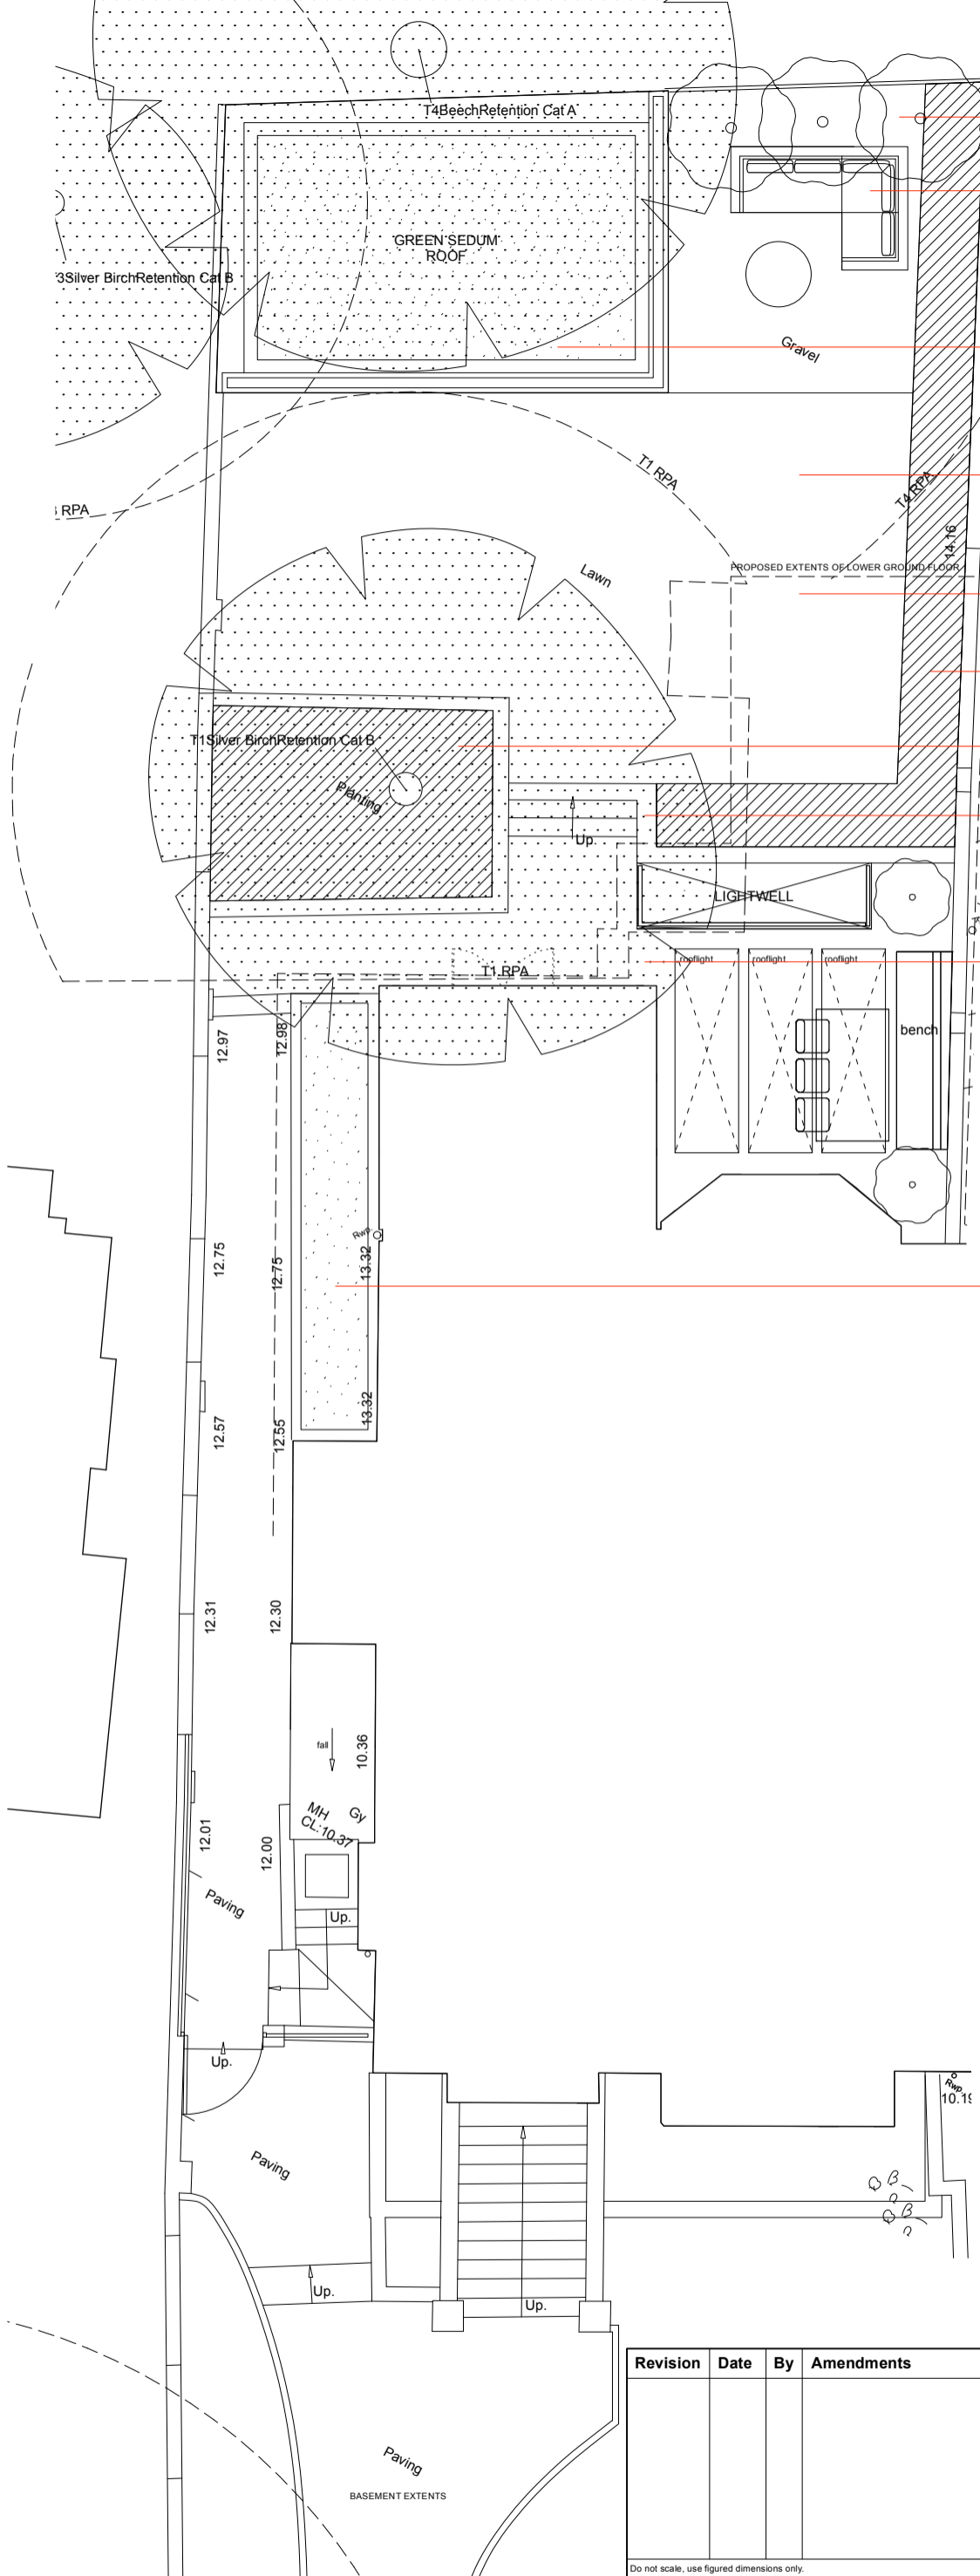 T4BeechRetention Cat A
GREEN SEDUM
ROOF
3Silver BirchRetention Cat B
Gravel
T1 RPA
T4 RPA
RPA
14.16
PROPOSED EXTENTS OF LOWER GROUND FLOOR
Lawn
T1Silver BirchRetention Cat B
Planting
Up.
LIGHTWELL
T1 RPA
rooflight
rooflight
rooflight
bench
12.97
12.98
Rwp.
12.75
12.75
13.32
12.57
12.55
13.32
12.31
12.30
fall
10.36
MH
Gy
CL:10.37
12.01
12.00
Paving
Up.
Up.
Rwp.
10.19
Paving
Up.
Up.
Revision Date By Amendments
Paving
BASEMENT EXTENTS
Do not scale, use figured dimensions only.